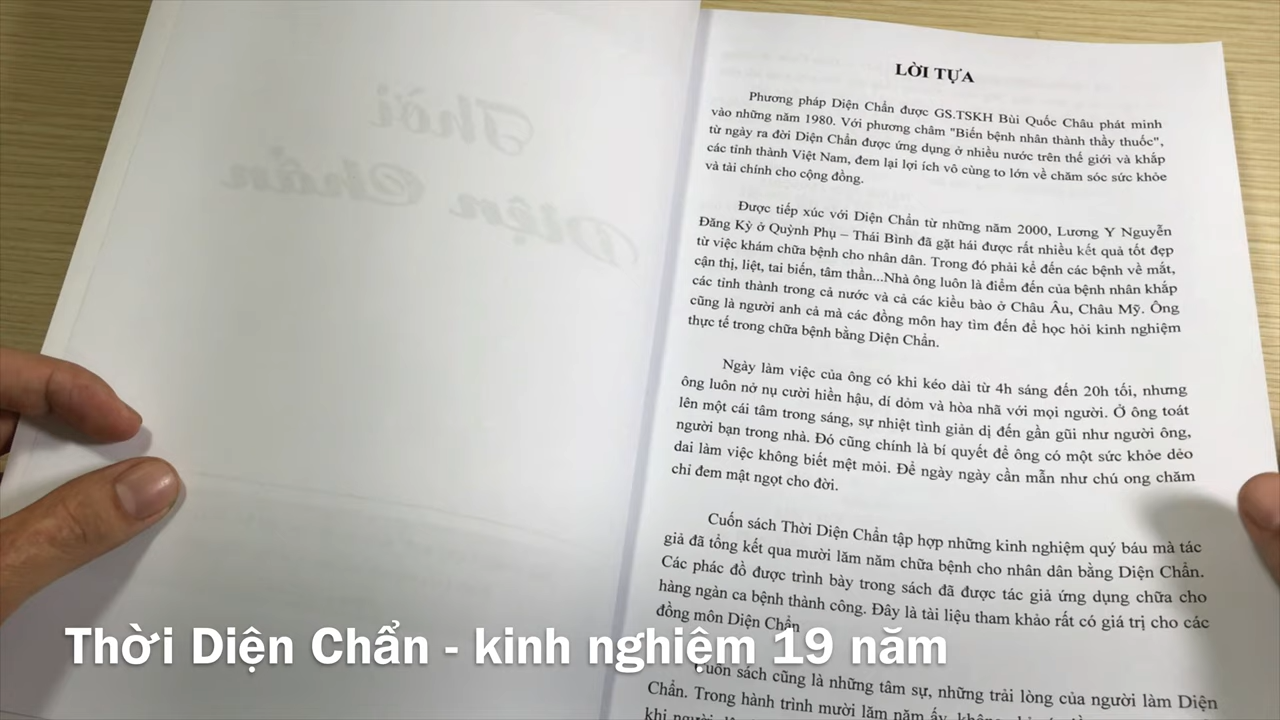 Thời
Diện Chẩn
LỜI TỰA
Phương pháp Diện Chẩn được GS.TSKH Bùi Quốc Châu phát minh
vào những năm 1980. Với phương châm "Biến bệnh nhân thành thầy thuốc",
từ ngày ra đời Diện Chẩn được ứng dụng ở nhiều nước trên thế giới và khắp
các tỉnh thành Việt Nam, đem lại lợi ích vô cùng to lớn về chăm sóc sức khỏe
và tài chính cho cộng đồng.
Được tiếp xúc với Diện Chẩn từ những năm 2000, Lương Y Nguyễn
Đăng Kỳ ở Quỳnh Phụ – Thái Bình đã gặt hái được rất nhiều kết quả tốt đẹp
từ việc khám chữa bệnh cho nhân dân. Trong đó phải kể đến các bệnh về mắt,
cận thị, liệt, tai biến, tâm thần...Nhà ông luôn là điểm đến của bệnh nhân khắp
các tỉnh thành trong cả nước và cả các kiều bào ở Châu Âu, Châu Mỹ. Ông
cũng là người anh cả mà các đồng môn hay tìm đến để học hỏi kinh nghiệm
thực tế trong chữa bệnh bằng Diện Chẩn.
Ngày làm việc của ông có khi kéo dài từ 4h sáng đến 20h tối, nhưng
ông luôn nở nụ cười hiền hậu, dí dỏm và hòa nhã với mọi người. Ở ông toát
lên một cái tâm trong sáng, sự nhiệt tình giản dị đến gần gũi như người ông,
người bạn trong nhà. Đó cũng chính là bí quyết để ông có một sức khỏe dẻo
dai làm việc không biết mệt mỏi. Để ngày ngày cần mẫn như chú ong chăm
chỉ đem mật ngọt cho đời.
Cuốn sách Thời Diện Chẩn tập hợp những kinh nghiệm quý báu mà tác
giả đã tổng kết qua mười lăm năm chữa bệnh cho nhân dân bằng Diện Chẩn.
Các phác đồ được trình bày trong sách đã được tác giả ứng dụng chữa cho
hàng ngàn ca bệnh thành công. Đây là tài liệu tham khảo rất có giá trị cho các
đồng môn Diện Chẩn
Cuốn sách cũng là những tâm sự, những trải lòng của người làm Diện
Chẩn. Trong hành trình mười lăm năm ấy, không
khi người
Thời Diện Chẩn - kinh nghiệm 19 năm